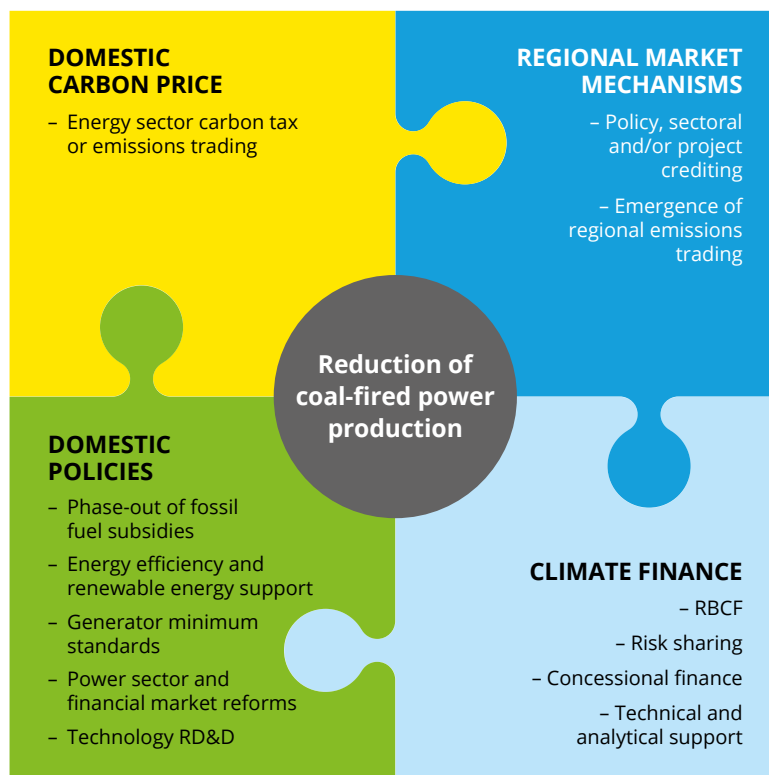 DOMESTIC
CARBON PRICE
– Energy sector carbon tax
or emissions trading
REGIONAL MARKET
MECHANISMS
– Policy, sectoral
and/or project
crediting
– Emergence of
regional emissions
trading
Reduction of
coal-fired power
production
DOMESTIC
POLICIES
– Phase-out of fossil
fuel subsidies
– Energy efficiency and
renewable energy support
– Generator minimum
standards
– Power sector and
financial market reforms
– Technology RD&D
CLIMATE FINANCE
– RBCF
– Risk sharing
– Concessional finance
– Technical and
analytical support